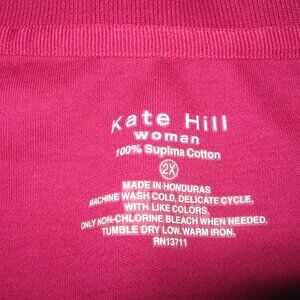 Kate Hill
woman
100% Supima Cotton
2X
MADE IN HONDURAS
MACHINE WASH COLD, DELICATE CYCLE,
WITH LIKE COLORS.
ONLY NON-CHLORINE BLEACH WHEN NEEDED.
TUMBLE DRY LOW, WARM IRON.
RN13711